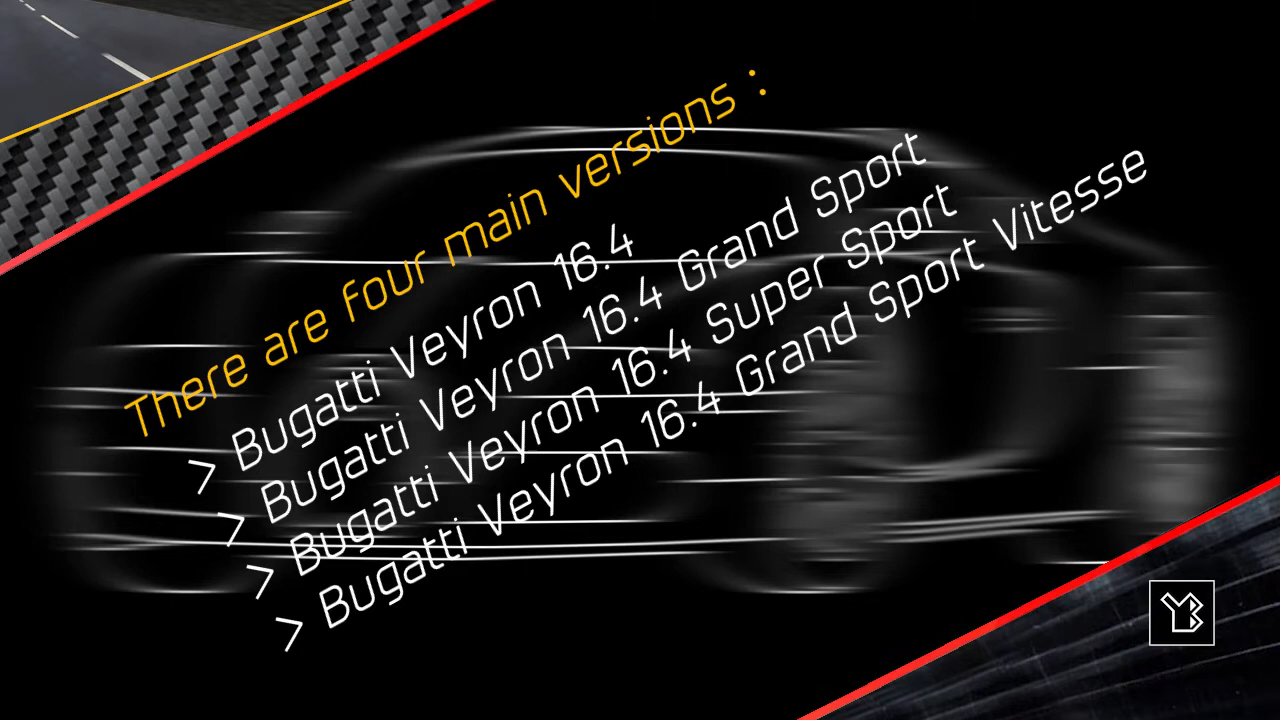 There are four main versions :
> Bugatti Veyron 16.4
> Bugatti Veyron 16.4 Grand Sport
> Bugatti Veyron 16.4 Super Sport
> Bugatti Veyron 16.4 Grand Sport Vitesse